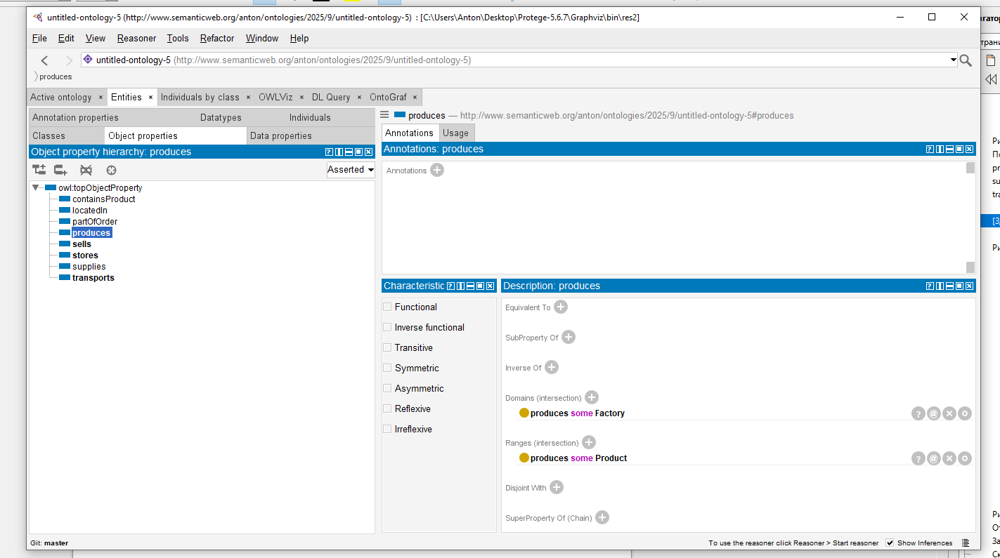 untitled-ontology-5 (http://www.semanticweb.org/anton/ontologies/2025/9/untitled-ontology-5) : [C:\Users\Anton\Desktop\Protege-5.6.7\Graphviz\bin\res2]
File Edit View Reasoner Tools Refactor Window Help
untitled-ontology-5 (http://www.semanticweb.org/anton/ontologies/2025/9/untitled-ontology-5)
produces
Active ontology × Entities × Individuals by class × OWLViz × DL Query × OntoGraf ×
Annotation properties Datatypes Individuals
Classes Object properties Data properties
Object property hierarchy: produces
Asserted
owl:topObjectProperty
containsProduct
locatedIn
partOfOrder
produces
sells
stores
supplies
transports
produces — http://www.semanticweb.org/anton/ontologies/2025/9/untitled-ontology-5#produces
Annotations Usage
Annotations: produces
Annotations
Characteristic
Functional
Inverse functional
Transitive
Symmetric
Asymmetric
Reflexive
Irreflexive
Description: produces
Equivalent To
SubProperty Of
Inverse Of
Domains (intersection)
produces some Factory
Ranges (intersection)
produces some Product
Disjoint With
SuperProperty Of (Chain)
Git: master
To use the reasoner click Reasoner > Start reasoner Show Inferences